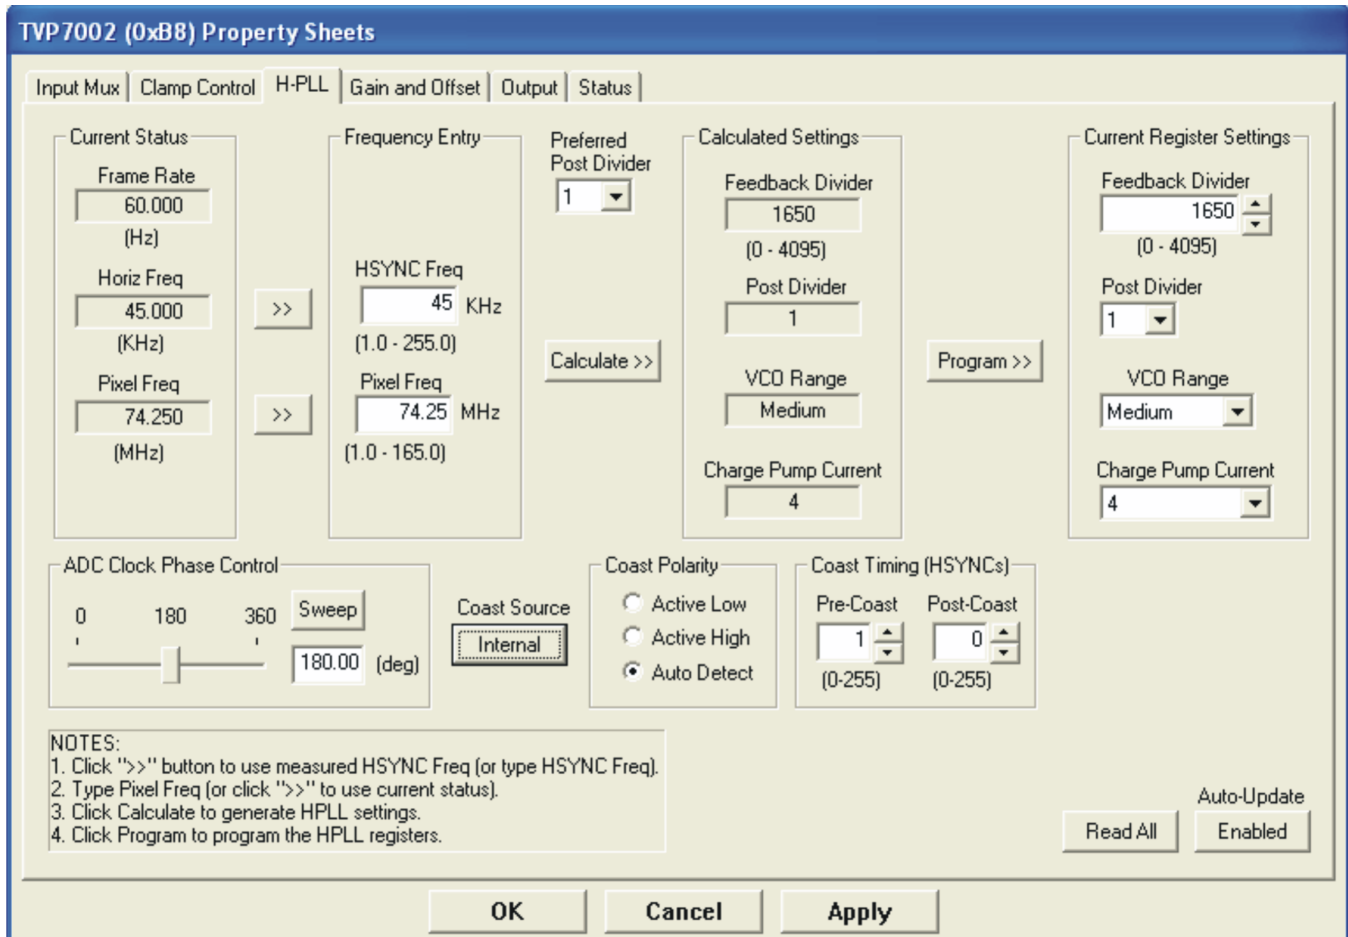 TVP7002 (0xB8) Property Sheets
Input Mux Clamp Control H-PLL Gain and Offset Output Status
Current Status
Frame Rate
60.000
(Hz)
Horiz Freq
45.000
(KHz)
Pixel Freq
74.250
(MHz)
>>
>>
Frequency Entry
HSYNC Freq
45 KHz
(1.0 - 255.0)
Pixel Freq
74.25 MHz
(1.0 - 165.0)
Preferred
Post Divider
1
Calculate >>
Calculated Settings
Feedback Divider
1650
(0 - 4095)
Post Divider
1
VCO Range
Medium
Charge Pump Current
4
Program >>
Current Register Settings
Feedback Divider
1650
(0 - 4095)
Post Divider
1
VCO Range
Medium
Charge Pump Current
4
ADC Clock Phase Control
0 180 360
Sweep
180.00 (deg)
Coast Source
Internal
Coast Polarity
Active Low
Active High
Auto Detect
Coast Timing (HSYNCs)
Pre-Coast Post-Coast
1 0
(0-255) (0-255)
NOTES:
1. Click ">>" button to use measured HSYNC Freq (or type HSYNC Freq).
2. Type Pixel Freq (or click ">>" to use current status).
3. Click Calculate to generate HPLL settings.
4. Click Program to program the HPLL registers.
Auto-Update
Read All Enabled
OK Cancel Apply